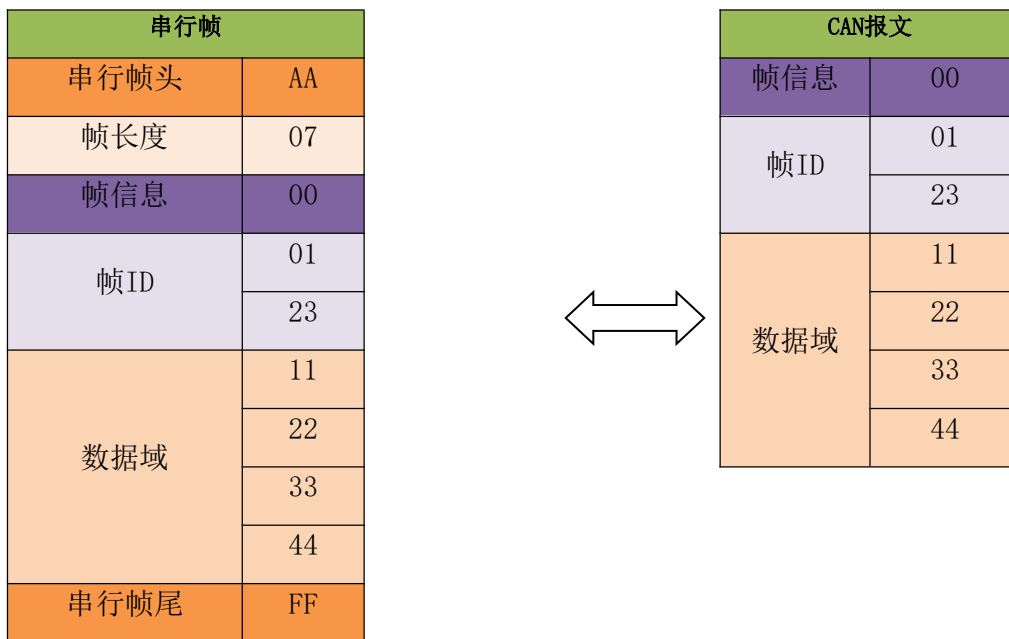 串行帧
串行帧头 AA
帧长度 07
帧信息 00
帧ID 01
23
数据域 11
22
33
44
串行帧尾 FF
CAN报文
帧信息 00
帧ID 01
23
数据域 11
22
33
44